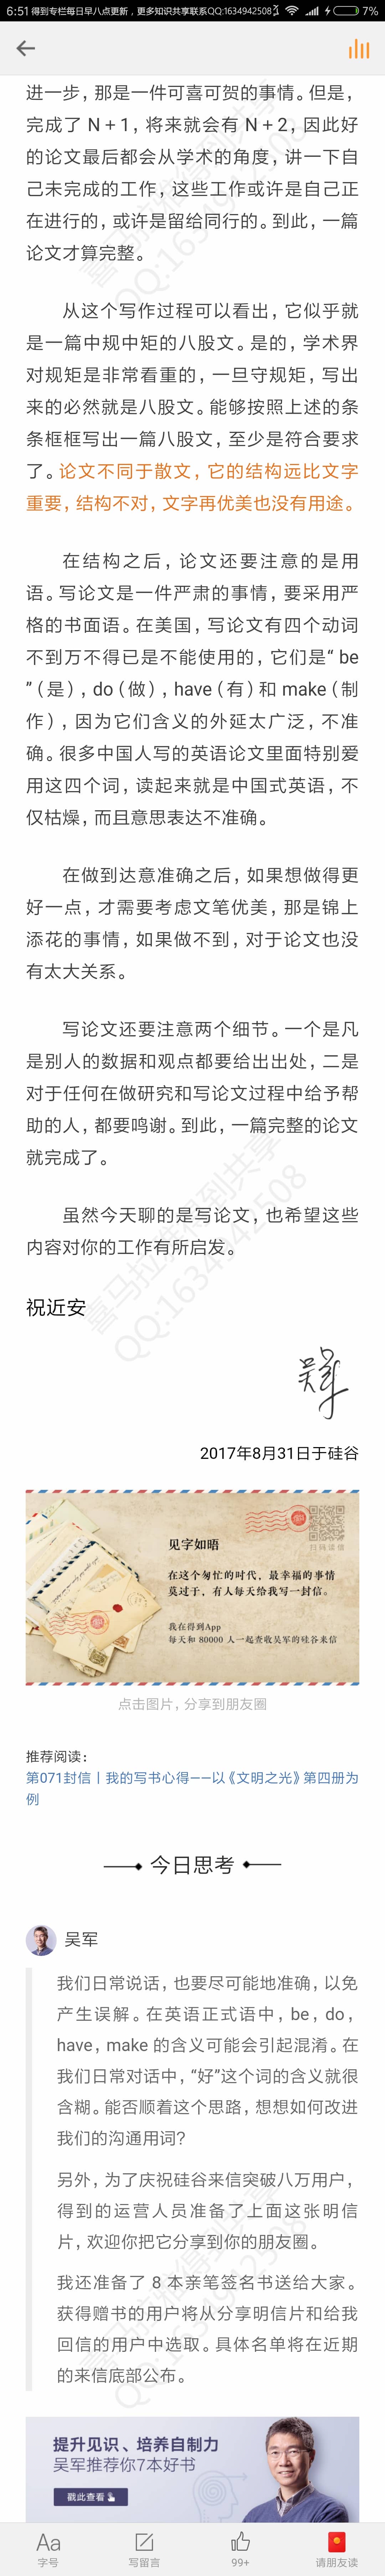 6:51 得到专栏每日早八点更新，更多知识共享联系QQ:1634942508 7%
进一步，那是一件可喜可贺的事情。但是，
完成了 N + 1，将来就会有 N + 2，因此好
的论文最后都会从学术的角度，讲一下自
己未完成的工作，这些工作或许是自己正
在进行的，或许是留给同行的。到此，一篇
论文才算完整。
从这个写作过程可以看出，它似乎就
是一篇中规中矩的八股文。是的，学术界
对规矩是非常看重的，一旦守规矩，写出
来的必然就是八股文。能够按照上述的条
条框框写出一篇八股文，至少是符合要求
了。论文不同于散文，它的结构远比文字
重要，结构不对，文字再优美也没有用途。
在结构之后，论文还要注意的是用
语。写论文是一件严肃的事情，要采用严
格的书面语。在美国，写论文有四个动词
不到万不得已是不能使用的，它们是“ be
”（是），do（做），have（有）和 make（制
作），因为它们含义的外延太广泛，不准
确。很多中国人写的英语论文里面特别爱
用这四个词，读起来就是中国式英语，不
仅枯燥，而且意思表达不准确。
在做到达意准确之后，如果想做得更
好一点，才需要考虑文笔优美，那是锦上
添花的事情，如果做不到，对于论文也没
有太大关系。
写论文还要注意两个细节。一个是凡
是别人的数据和观点都要给出出处，二是
对于任何在做研究和写论文过程中给予帮
助的人，都要鸣谢。到此，一篇完整的论文
就完成了。
虽然今天聊的是写论文，也希望这些
内容对你的工作有所启发。
祝近安
吴军
2017年8月31日于硅谷
见字如晤
扫码读信
在这个匆忙的时代，最幸福的事情
莫过于，有人每天给我写一封信。
我在得到App
每天和 80000 人一起查收吴军的硅谷来信
点击图片，分享到朋友圈
推荐阅读：
第071封信丨我的写书心得——以《文明之光》第四册为
例
今日思考
吴军
我们日常说话，也要尽可能地准确，以免
产生误解。在英语正式语中，be，do，
have，make 的含义可能会引起混淆。在
我们日常对话中，“好”这个词的含义就很
含糊。能否顺着这个思路，想想如何改进
我们的沟通用词？
另外，为了庆祝硅谷来信突破八万用户，
得到的运营人员准备了上面这张明信
片，欢迎你把它分享到你的朋友圈。
我还准备了 8 本亲笔签名书送给大家。
获得赠书的用户将从分享明信片和给我
回信的用户中选取。具体名单将在近期
的来信底部公布。
提升见识、培养自制力
吴军推荐你7本好书
戳此查看
Aa
字号
写留言
99+
请朋友读
喜马拉雅得到共享
QQ:1634942508
喜马拉雅得到共享
QQ:1634942508
喜马拉雅得到共享
QQ:1634942508